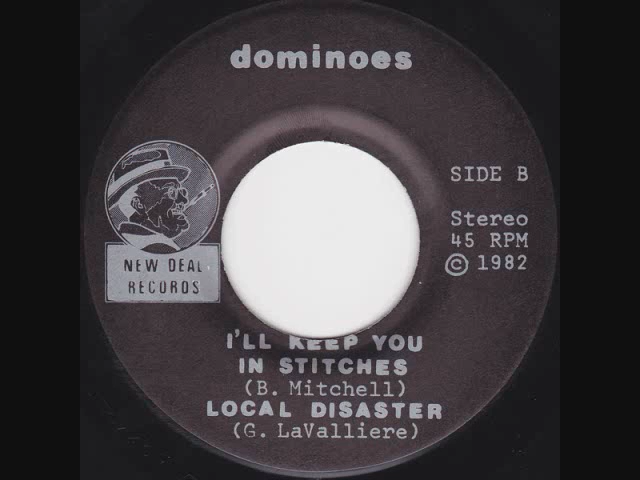 dominoes
SIDE B
Stereo
45 RPM
© 1982
NEW DEAL
RECORDS
I'LL KEEP YOU
IN STITCHES
(B. Mitchell)
LOCAL DISASTER
(G. LaValliere)